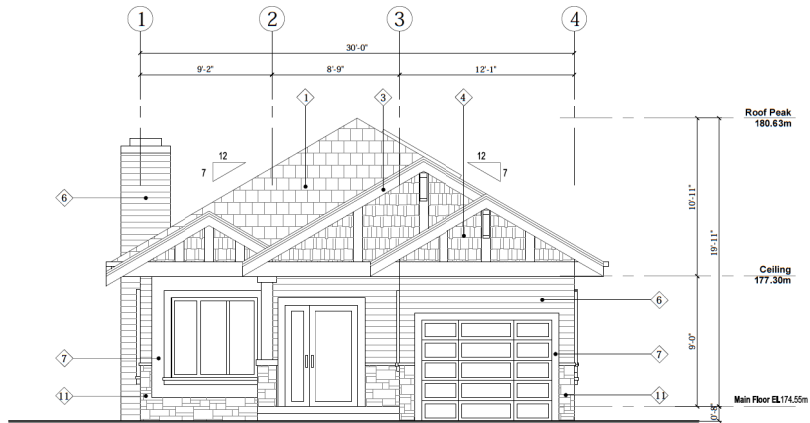 1 2 3 4
30'-0"
9'-2" 8'-9" 12'-1"
1 3 4
Roof Peak
180.63m
12 12
7 7
6
10'-11"
19'-11"
Ceiling
177.30m
6
9'-0"
7 7
11 11
Main Floor EL174.55m
0'-8"